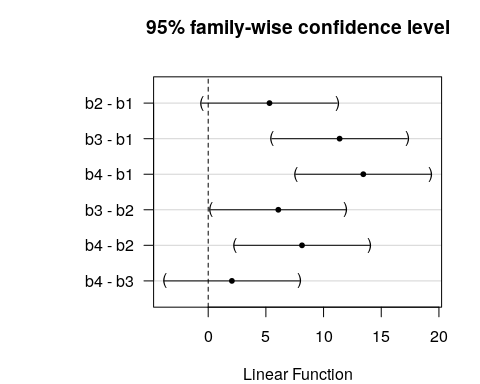 95% family-wise confidence level
b2 - b1
b3 - b1
b4 - b1
b3 - b2
b4 - b2
b4 - b3
0 5 10 15 20
Linear Function